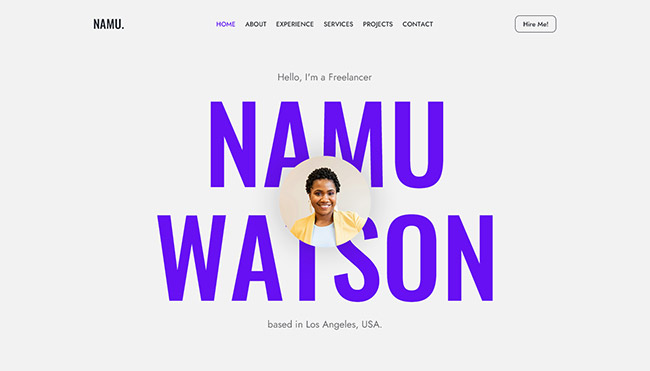 NAMU.
HOME ABOUT EXPERIENCE SERVICES PROJECTS CONTACT
Hire Me!
Hello, I'm a Freelancer
NAMU
WATSON
based in Los Angeles, USA.